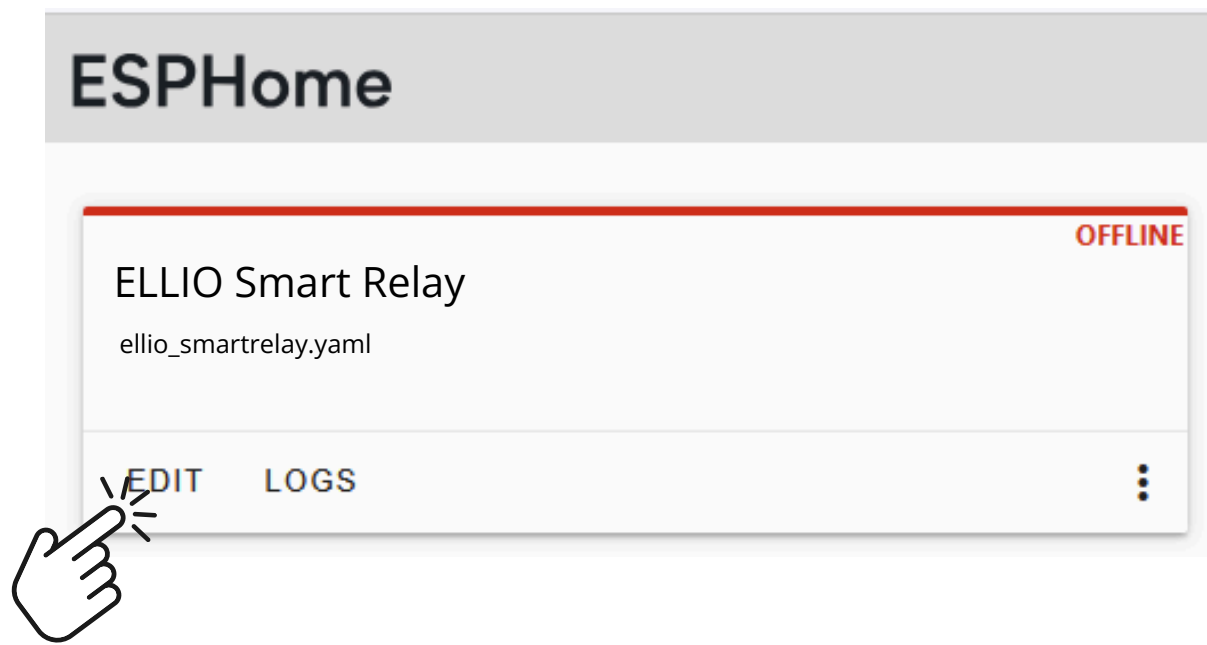 ESPHome
OFFLINE
ELLIO Smart Relay
ellio_smartrelay.yaml
EDIT LOGS